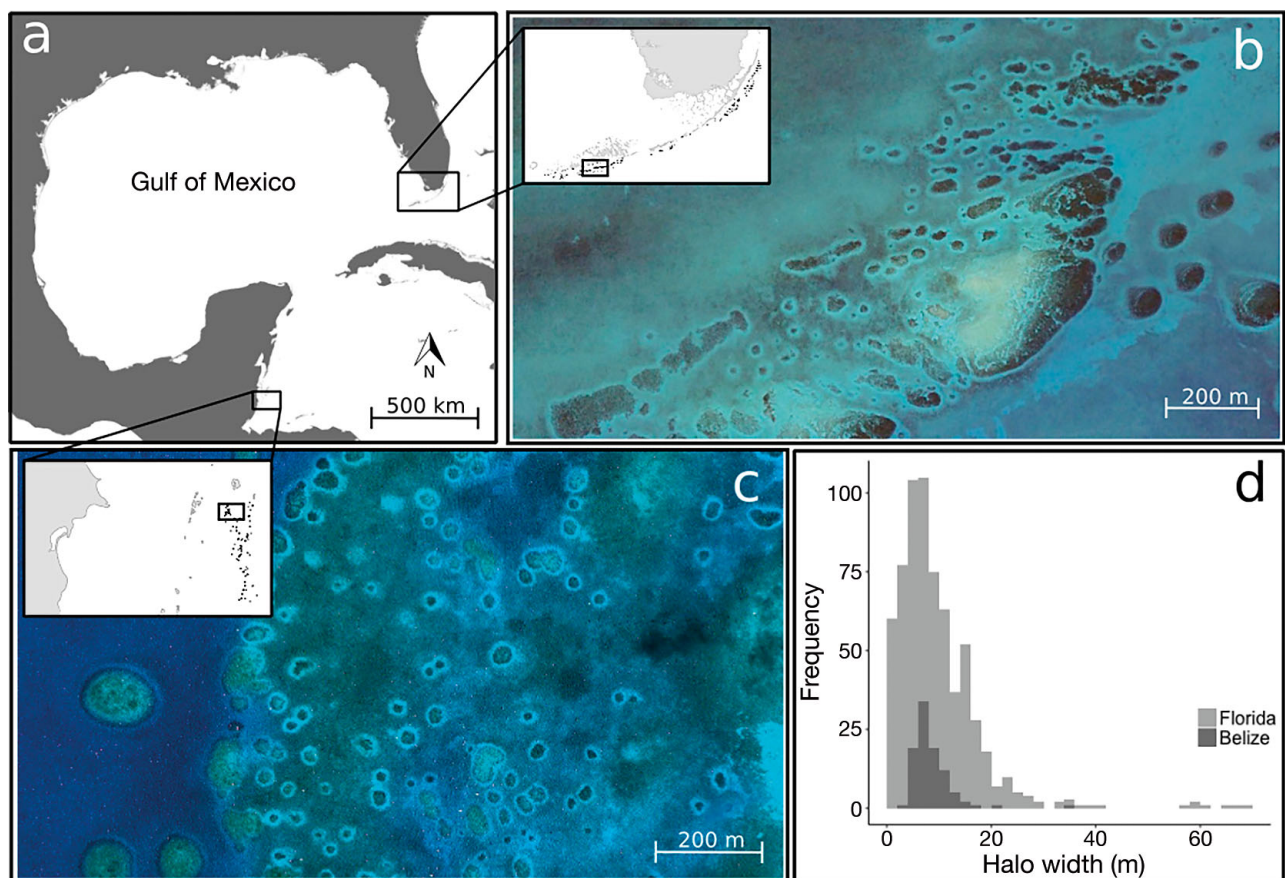 a
Gulf of Mexico
N
500 km
b
200 m
c
200 m
d
100
75
50
25
0
Frequency
Florida
Belize
0 20 40 60
Halo width (m)